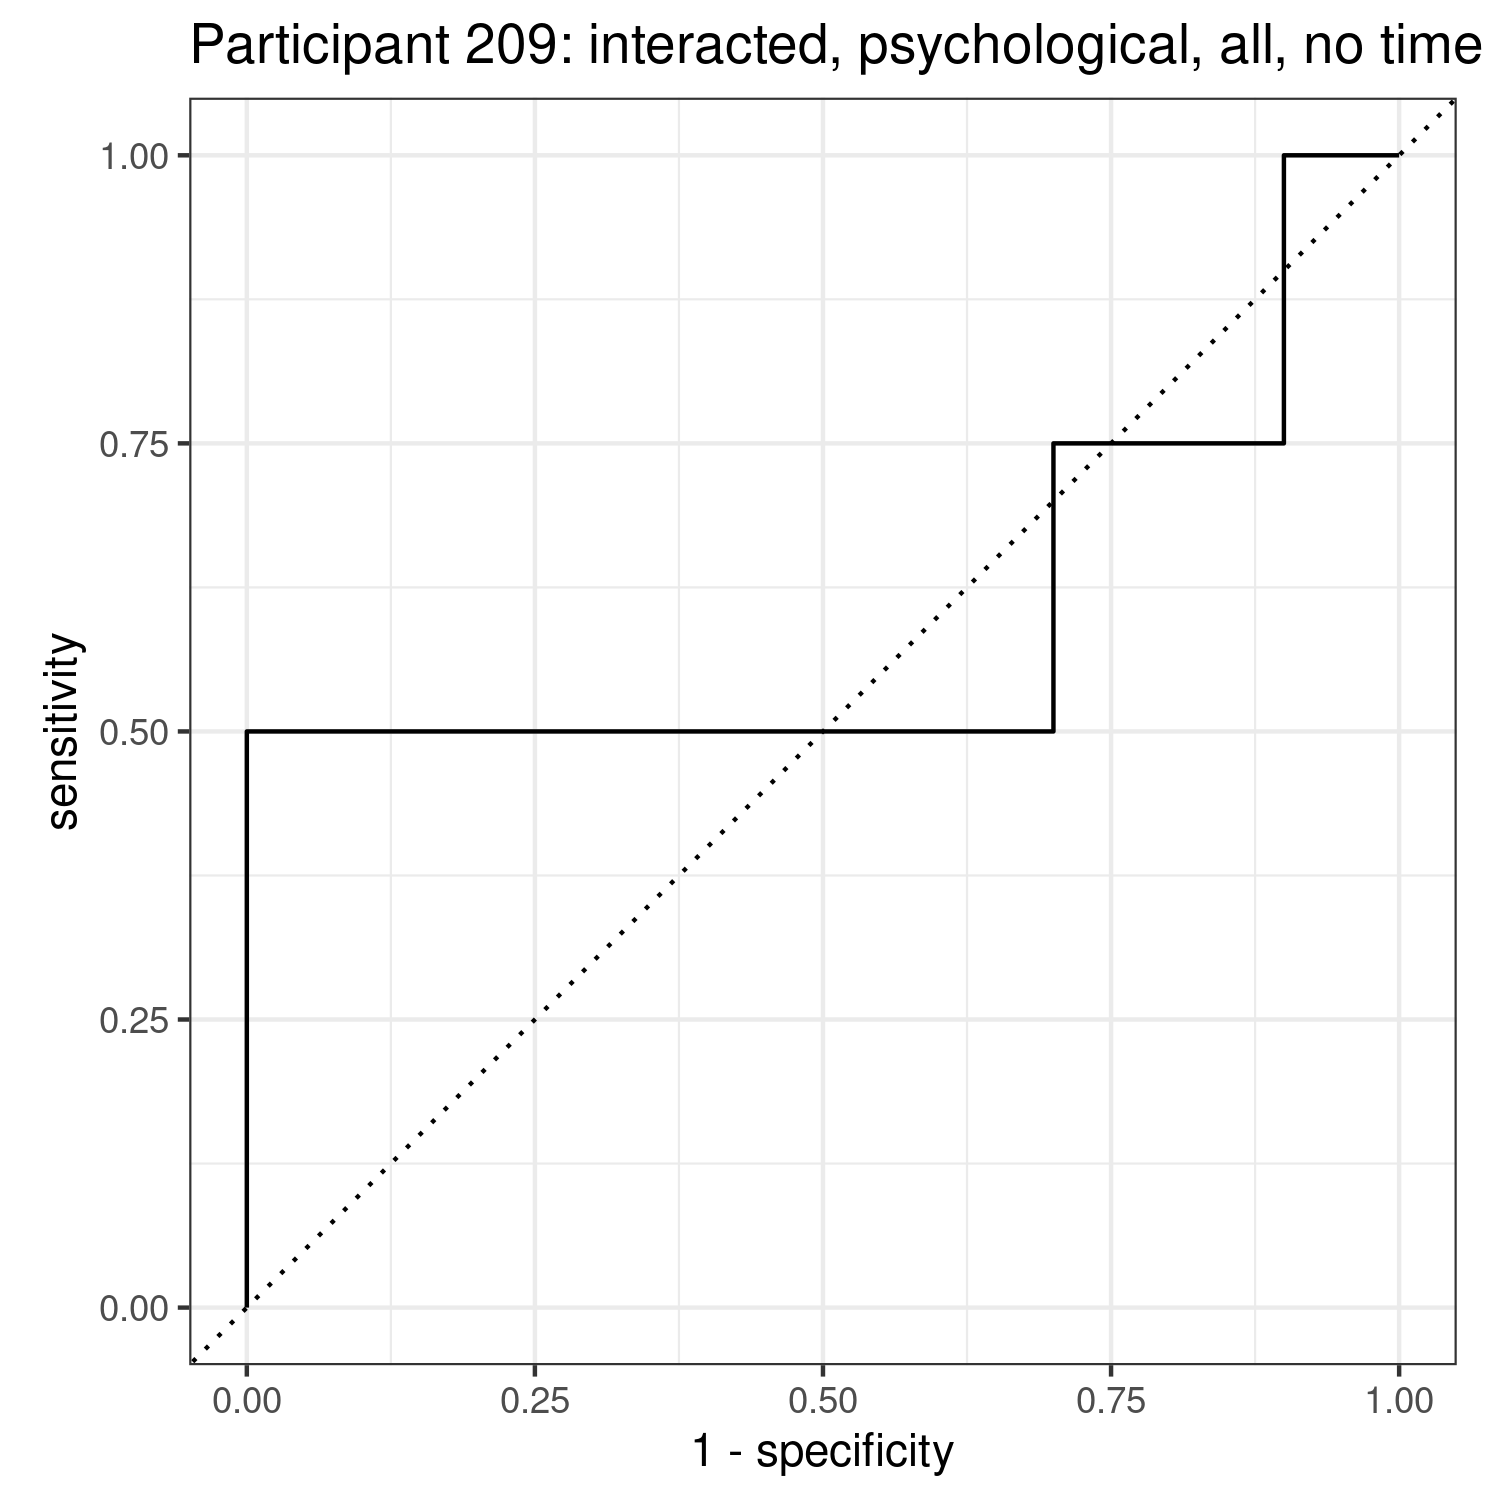 Participant 209: interacted, psychological, all, no time
1.00
0.75
0.50
0.25
0.00
sensitivity
0.00 0.25 0.50 0.75 1.00
1 - specificity